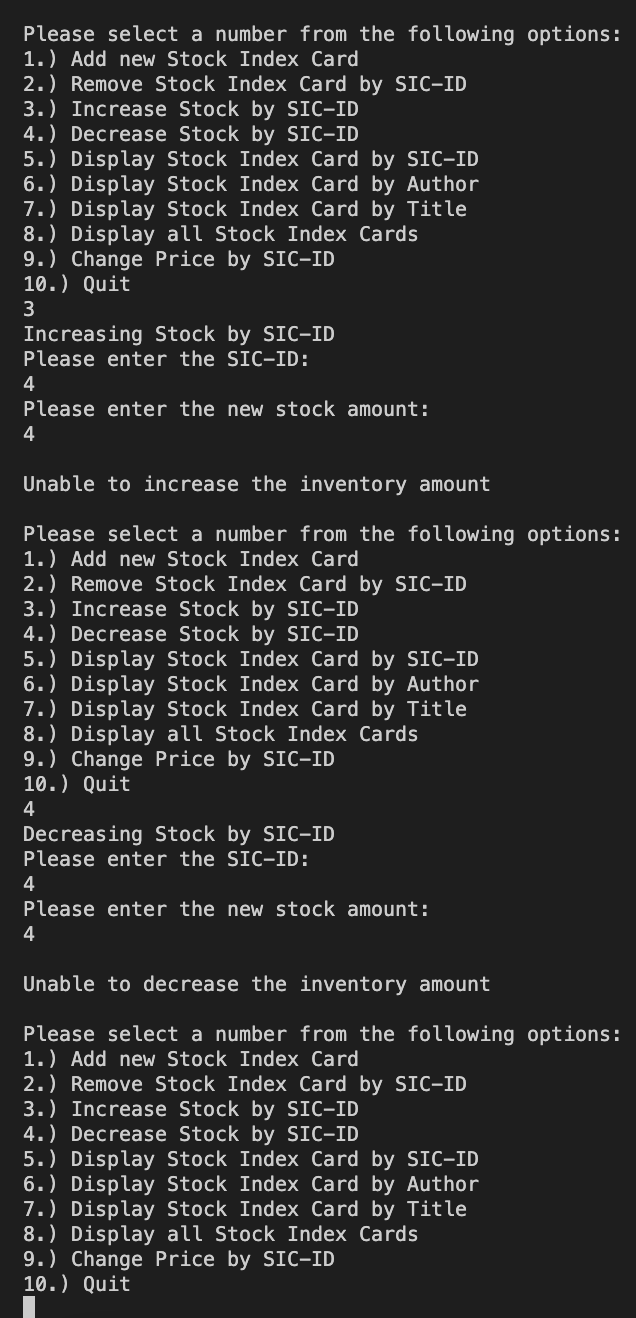 Please select a number from the following options:
1.) Add new Stock Index Card
2.) Remove Stock Index Card by SIC-ID
3.) Increase Stock by SIC-ID
4.) Decrease Stock by SIC-ID
5.) Display Stock Index Card by SIC-ID
6.) Display Stock Index Card by Author
7.) Display Stock Index Card by Title
8.) Display all Stock Index Cards
9.) Change Price by SIC-ID
10.) Quit
3
Increasing Stock by SIC-ID
Please enter the SIC-ID:
4
Please enter the new stock amount:
4
Unable to increase the inventory amount
Please select a number from the following options:
1.) Add new Stock Index Card
2.) Remove Stock Index Card by SIC-ID
3.) Increase Stock by SIC-ID
4.) Decrease Stock by SIC-ID
5.) Display Stock Index Card by SIC-ID
6.) Display Stock Index Card by Author
7.) Display Stock Index Card by Title
8.) Display all Stock Index Cards
9.) Change Price by SIC-ID
10.) Quit
4
Decreasing Stock by SIC-ID
Please enter the SIC-ID:
4
Please enter the new stock amount:
4
Unable to decrease the inventory amount
Please select a number from the following options:
1.) Add new Stock Index Card
2.) Remove Stock Index Card by SIC-ID
3.) Increase Stock by SIC-ID
4.) Decrease Stock by SIC-ID
5.) Display Stock Index Card by SIC-ID
6.) Display Stock Index Card by Author
7.) Display Stock Index Card by Title
8.) Display all Stock Index Cards
9.) Change Price by SIC-ID
10.) Quit